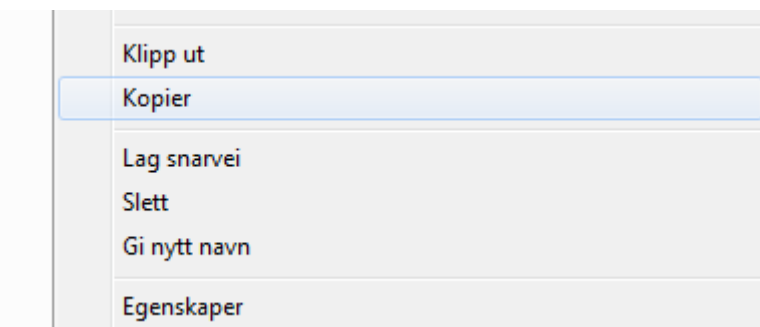 Klipp ut
Kopier
Lag snarvei
Slett
Gi nytt navn
Egenskaper